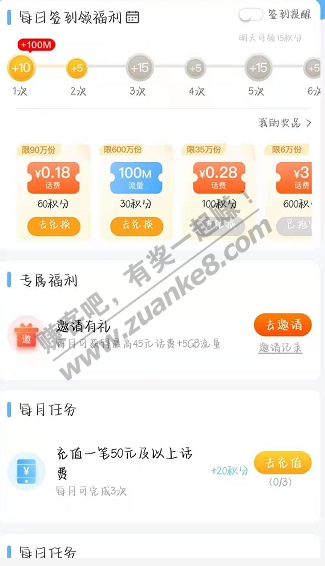 每日签到领福利
签到提醒
明天可领15积分
+100M
+10 +5 +15 +5 +15 +5
1次 2次 3次 4次 5次 6次
我的奖品 >
限90万份 限600万份 限35万份 限6万份
¥0.18 100M ¥0.28 ¥3
话费 流量 话费 话费
60积分 30积分 100积分 600积
去兑换 去兑换 去兑换
专属福利
邀
邀请有礼
每日可获得最高45元话费+5GB流量
去邀请
邀请记录
每月任务
充值一笔50元及以上话
费
每月可完成3次
+20积分
去充值
(0/3)
每日任务
赚客吧，有奖一起赚！
www.zuanke8.com